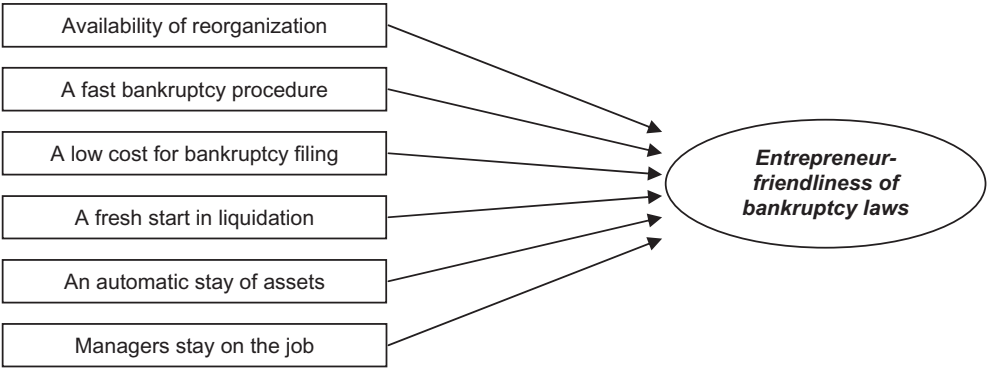 Availability of reorganization
A fast bankruptcy procedure
A low cost for bankruptcy filing
A fresh start in liquidation
An automatic stay of assets
Managers stay on the job
Entrepreneur-
friendliness of
bankruptcy laws